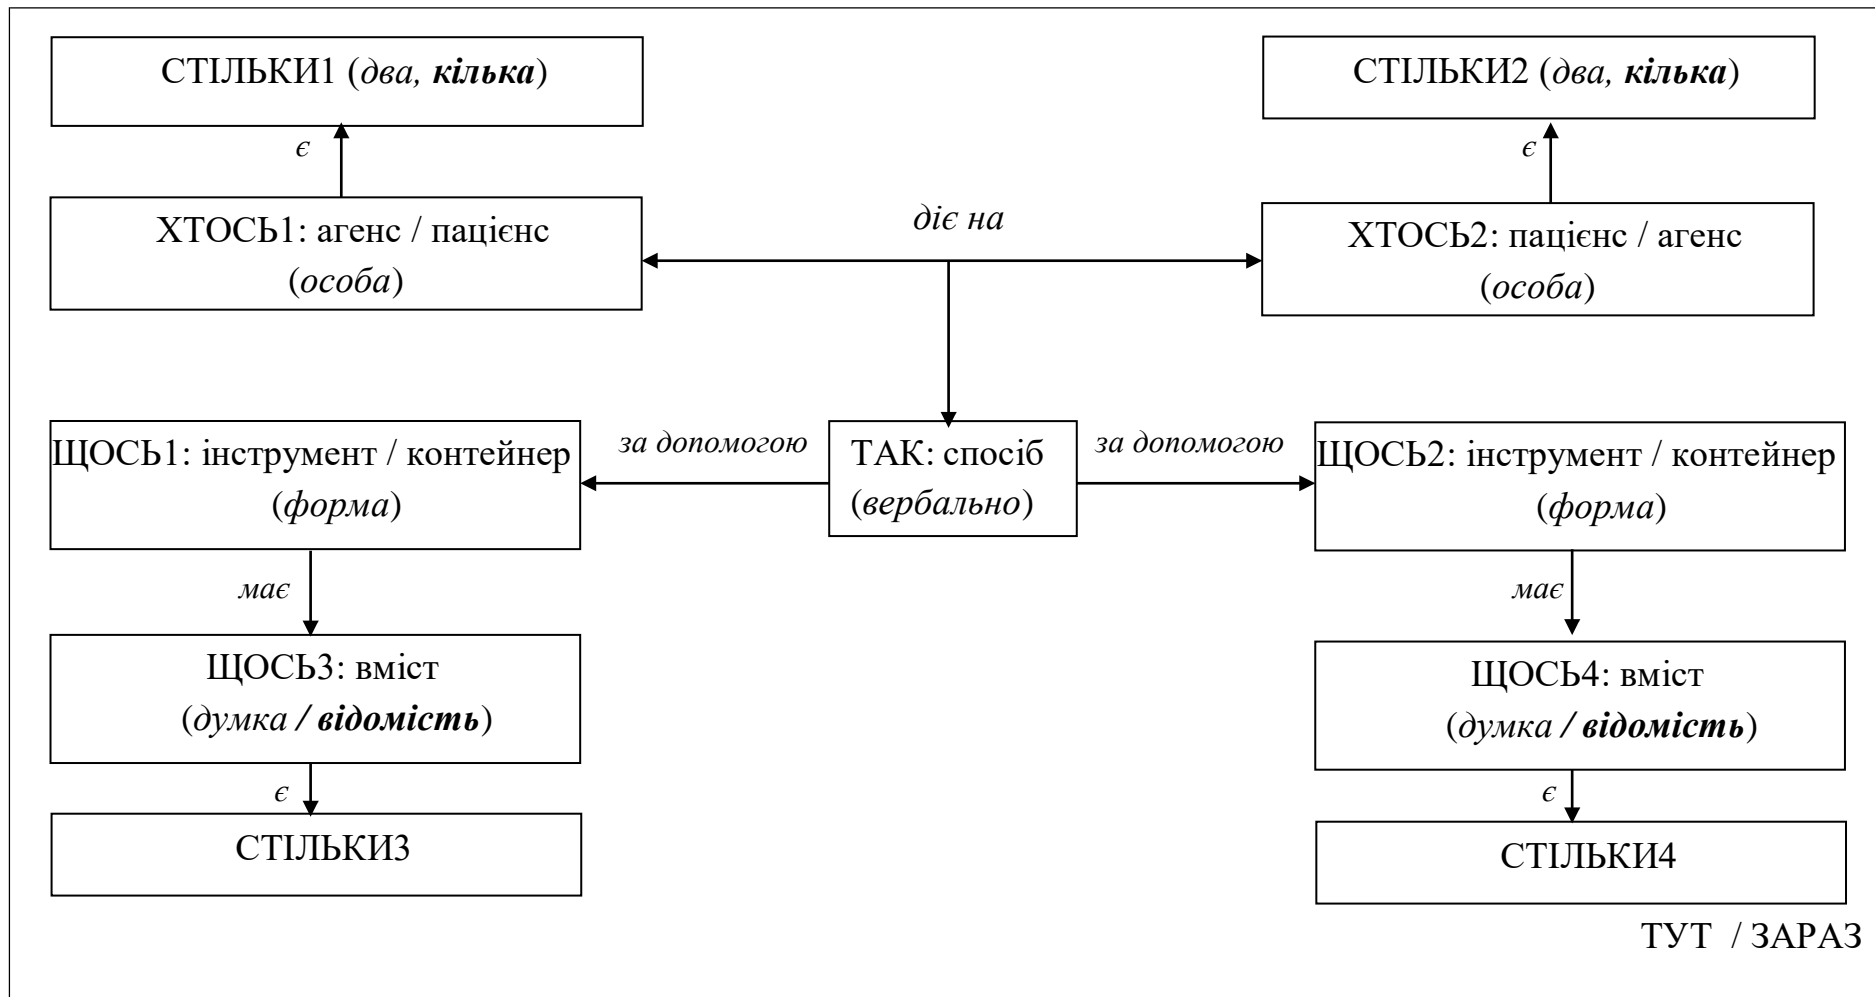 СТІЛЬКИ1 (два, кілька)
СТІЛЬКИ2 (два, кілька)
є
є
ХТОСЬ1: агенс / пацієнс
(особа)
діє на
ХТОСЬ2: пацієнс / агенс
(особа)
ЩОСЬ1: інструмент / контейнер
(форма)
за допомогою
ТАК: спосіб
(вербально)
за допомогою
ЩОСЬ2: інструмент / контейнер
(форма)
має
має
ЩОСЬ3: вміст
(думка / відомість)
ЩОСЬ4: вміст
(думка / відомість)
є
є
СТІЛЬКИ3
СТІЛЬКИ4
ТУТ / ЗАРАЗ